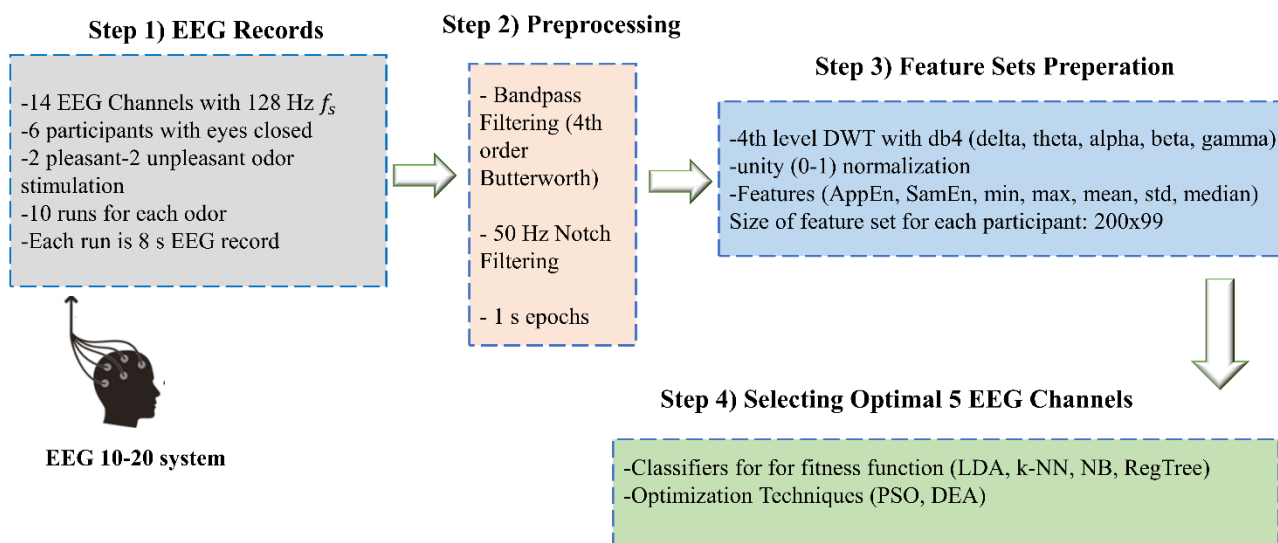 Step 1) EEG Records
-14 EEG Channels with 128 Hz fₛ
-6 participants with eyes closed
-2 pleasant-2 unpleasant odor
stimulation
-10 runs for each odor
-Each run is 8 s EEG record
EEG 10-20 system
Step 2) Preprocessing
- Bandpass
Filtering (4th
order
Butterworth)
- 50 Hz Notch
Filtering
- 1 s epochs
Step 3) Feature Sets Preperation
-4th level DWT with db4 (delta, theta, alpha, beta, gamma)
-unity (0-1) normalization
-Features (AppEn, SamEn, min, max, mean, std, median)
Size of feature set for each participant: 200x99
Step 4) Selecting Optimal 5 EEG Channels
-Classifiers for for fitness function (LDA, k-NN, NB, RegTree)
-Optimization Techniques (PSO, DEA)